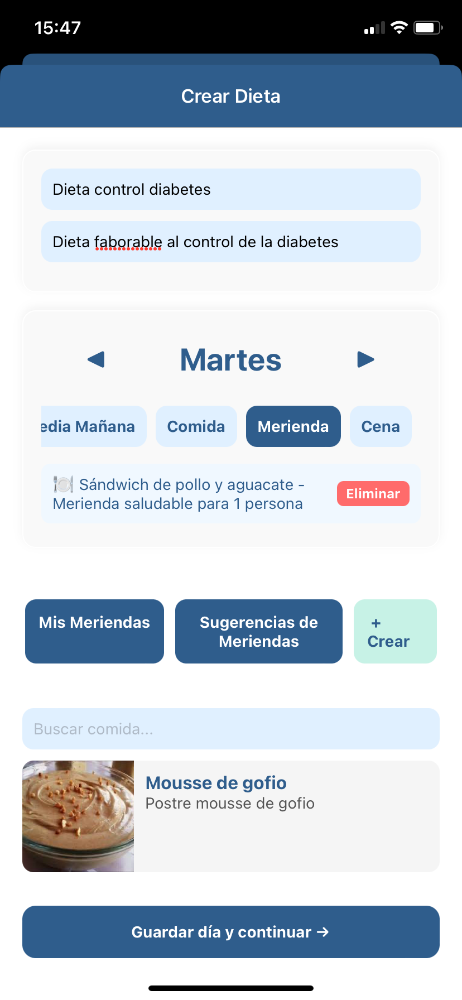 15:47
Crear Dieta
Dieta control diabetes
Dieta faborable al control de la diabetes
Martes
edia Mañana
Comida
Merienda
Cena
Sándwich de pollo y aguacate -
Merienda saludable para 1 persona
Eliminar
Mis Meriendas
Sugerencias de
Meriendas
+
Crear
Buscar comida...
Mousse de gofio
Postre mousse de gofio
Guardar día y continuar →